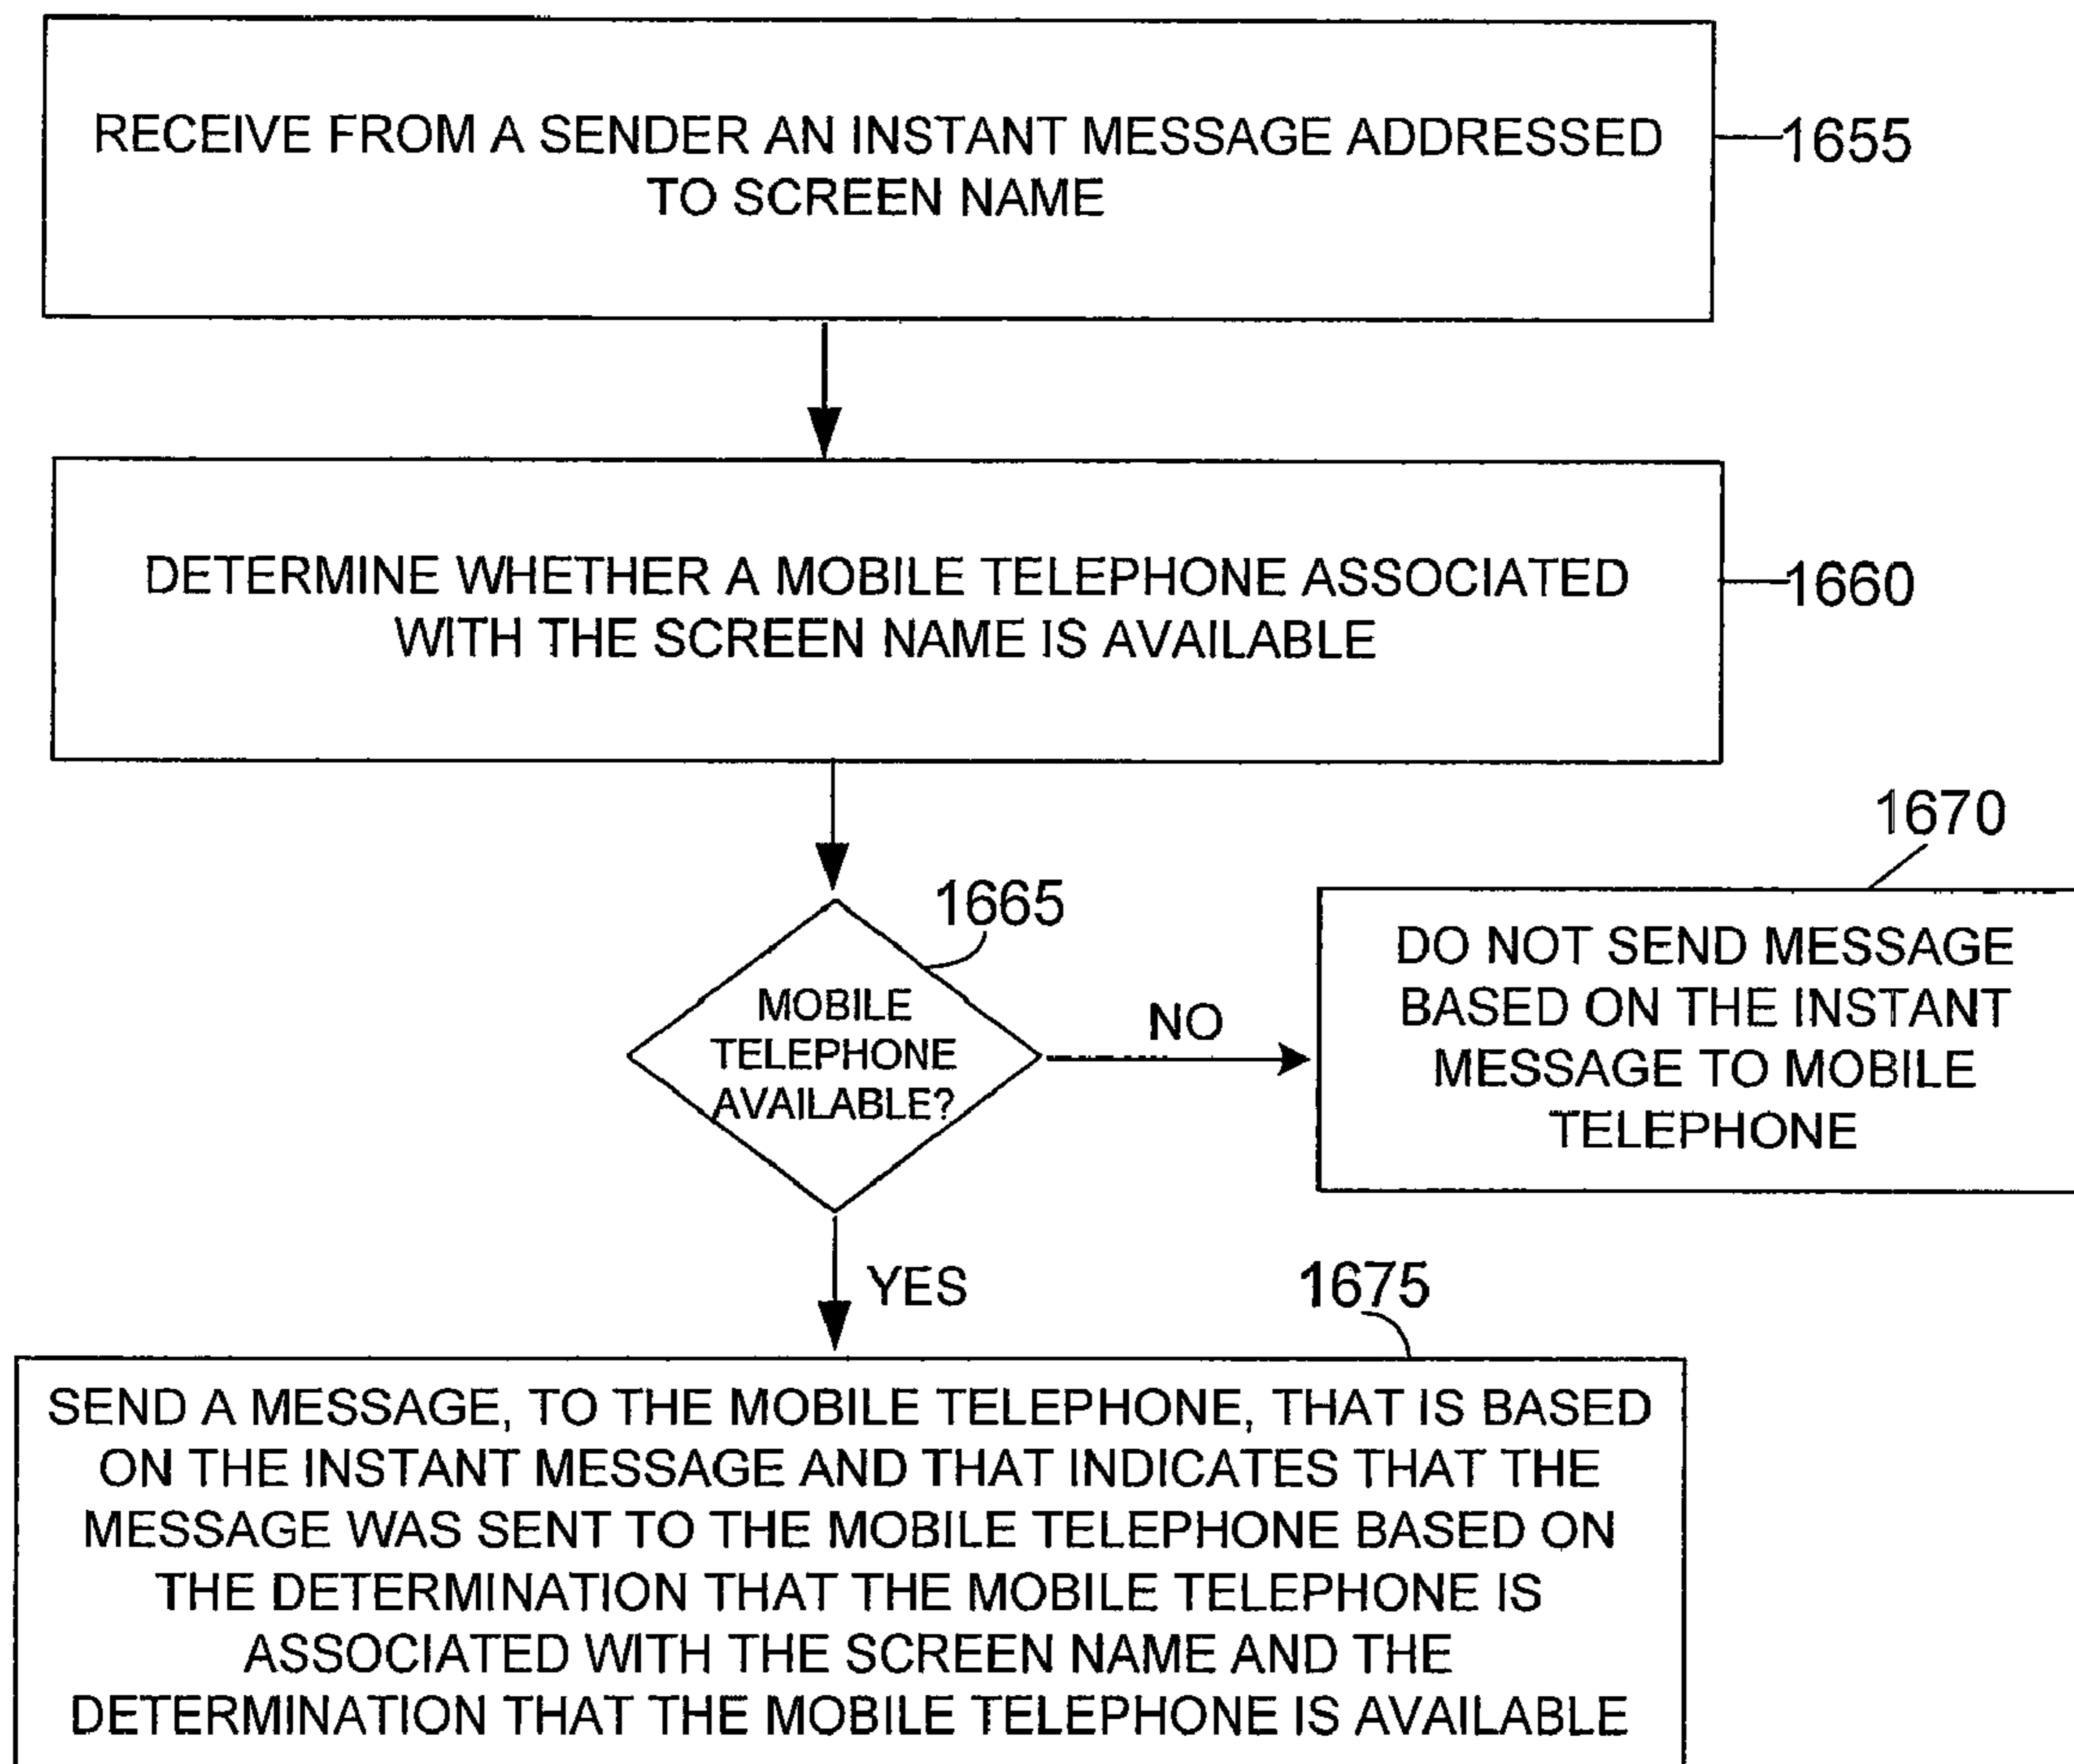 RECEIVE FROM A SENDER AN INSTANT MESSAGE ADDRESSED
TO SCREEN NAME
1655
DETERMINE WHETHER A MOBILE TELEPHONE ASSOCIATED
WITH THE SCREEN NAME IS AVAILABLE
1660
1665
MOBILE
TELEPHONE
AVAILABLE?
NO
1670
DO NOT SEND MESSAGE
BASED ON THE INSTANT
MESSAGE TO MOBILE
TELEPHONE
YES
1675
SEND A MESSAGE, TO THE MOBILE TELEPHONE, THAT IS BASED
ON THE INSTANT MESSAGE AND THAT INDICATES THAT THE
MESSAGE WAS SENT TO THE MOBILE TELEPHONE BASED ON
THE DETERMINATION THAT THE MOBILE TELEPHONE IS
ASSOCIATED WITH THE SCREEN NAME AND THE
DETERMINATION THAT THE MOBILE TELEPHONE IS AVAILABLE